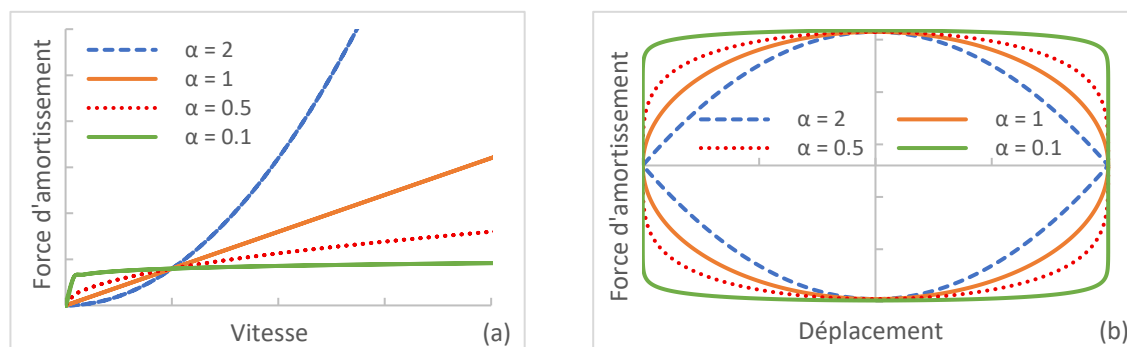 Force d'amortissement
α = 2
α = 1
α = 0.5
α = 0.1
Vitesse
(a)
Force d'amortissement
α = 2
α = 1
α = 0.5
α = 0.1
Déplacement
(b)